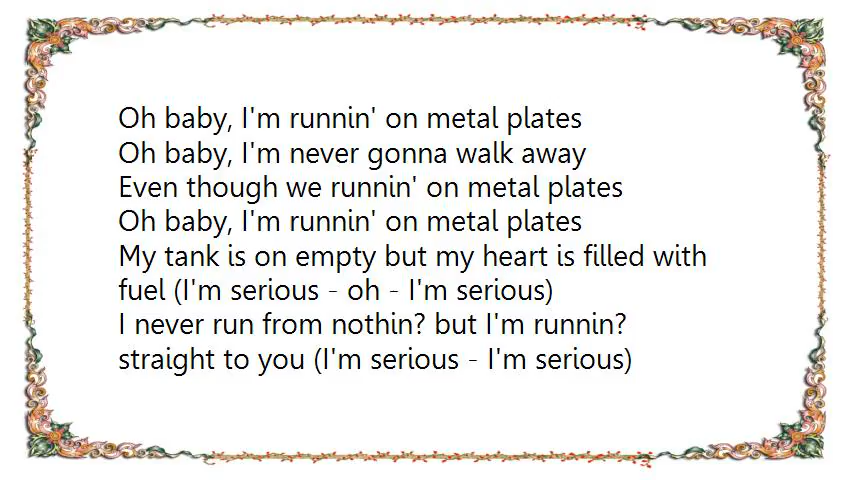 Oh baby, I'm runnin' on metal plates
Oh baby, I'm never gonna walk away
Even though we runnin' on metal plates
Oh baby, I'm runnin' on metal plates
My tank is on empty but my heart is filled with
fuel (I'm serious - oh - I'm serious)
I never run from nothin? but I'm runnin?
straight to you (I'm serious - I'm serious)